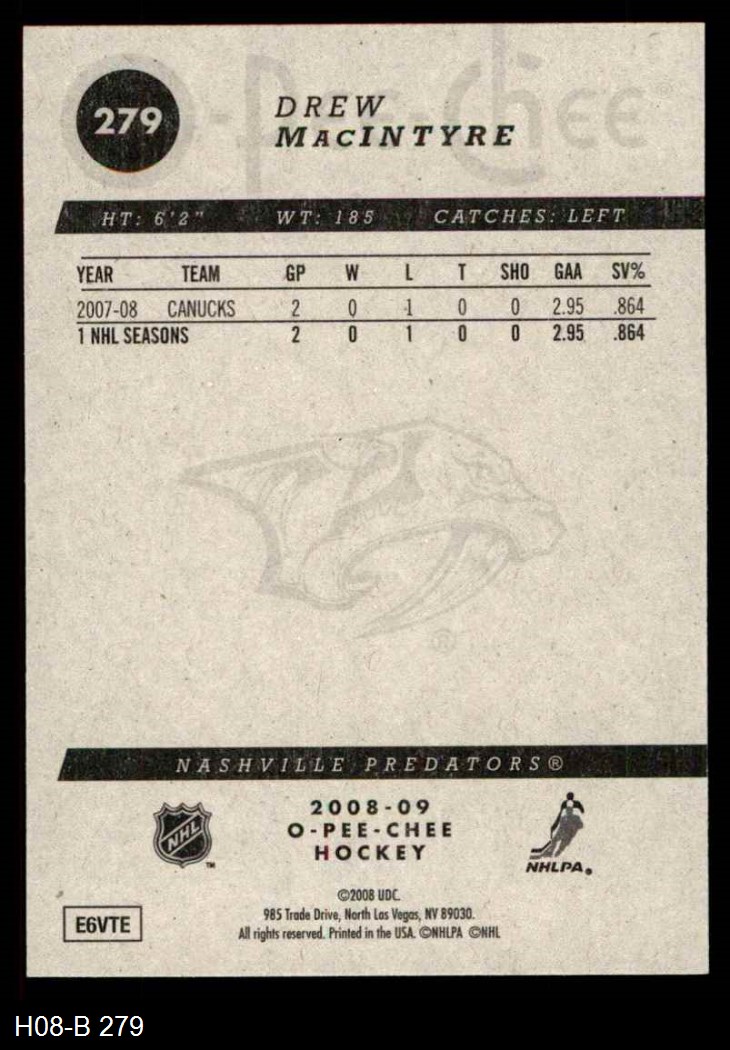 O-Pee-Chee
279
DREW
MACINTYRE
HT: 6'2" WT: 185 CATCHES: LEFT
YEAR TEAM GP W L T SHO GAA SV%
2007-08 CANUCKS 2 0 1 0 0 2.95 .864
1 NHL SEASONS 2 0 1 0 0 2.95 .864
®
NASHVILLE PREDATORS®
NHL
TM
2008-09
O-PEE-CHEE
HOCKEY
NHLPA®
©2008 UDC.
985 Trade Drive, North Las Vegas, NV 89030.
All rights reserved. Printed in the USA. ©NHLPA ©NHL
E6VTE
H08-B 279